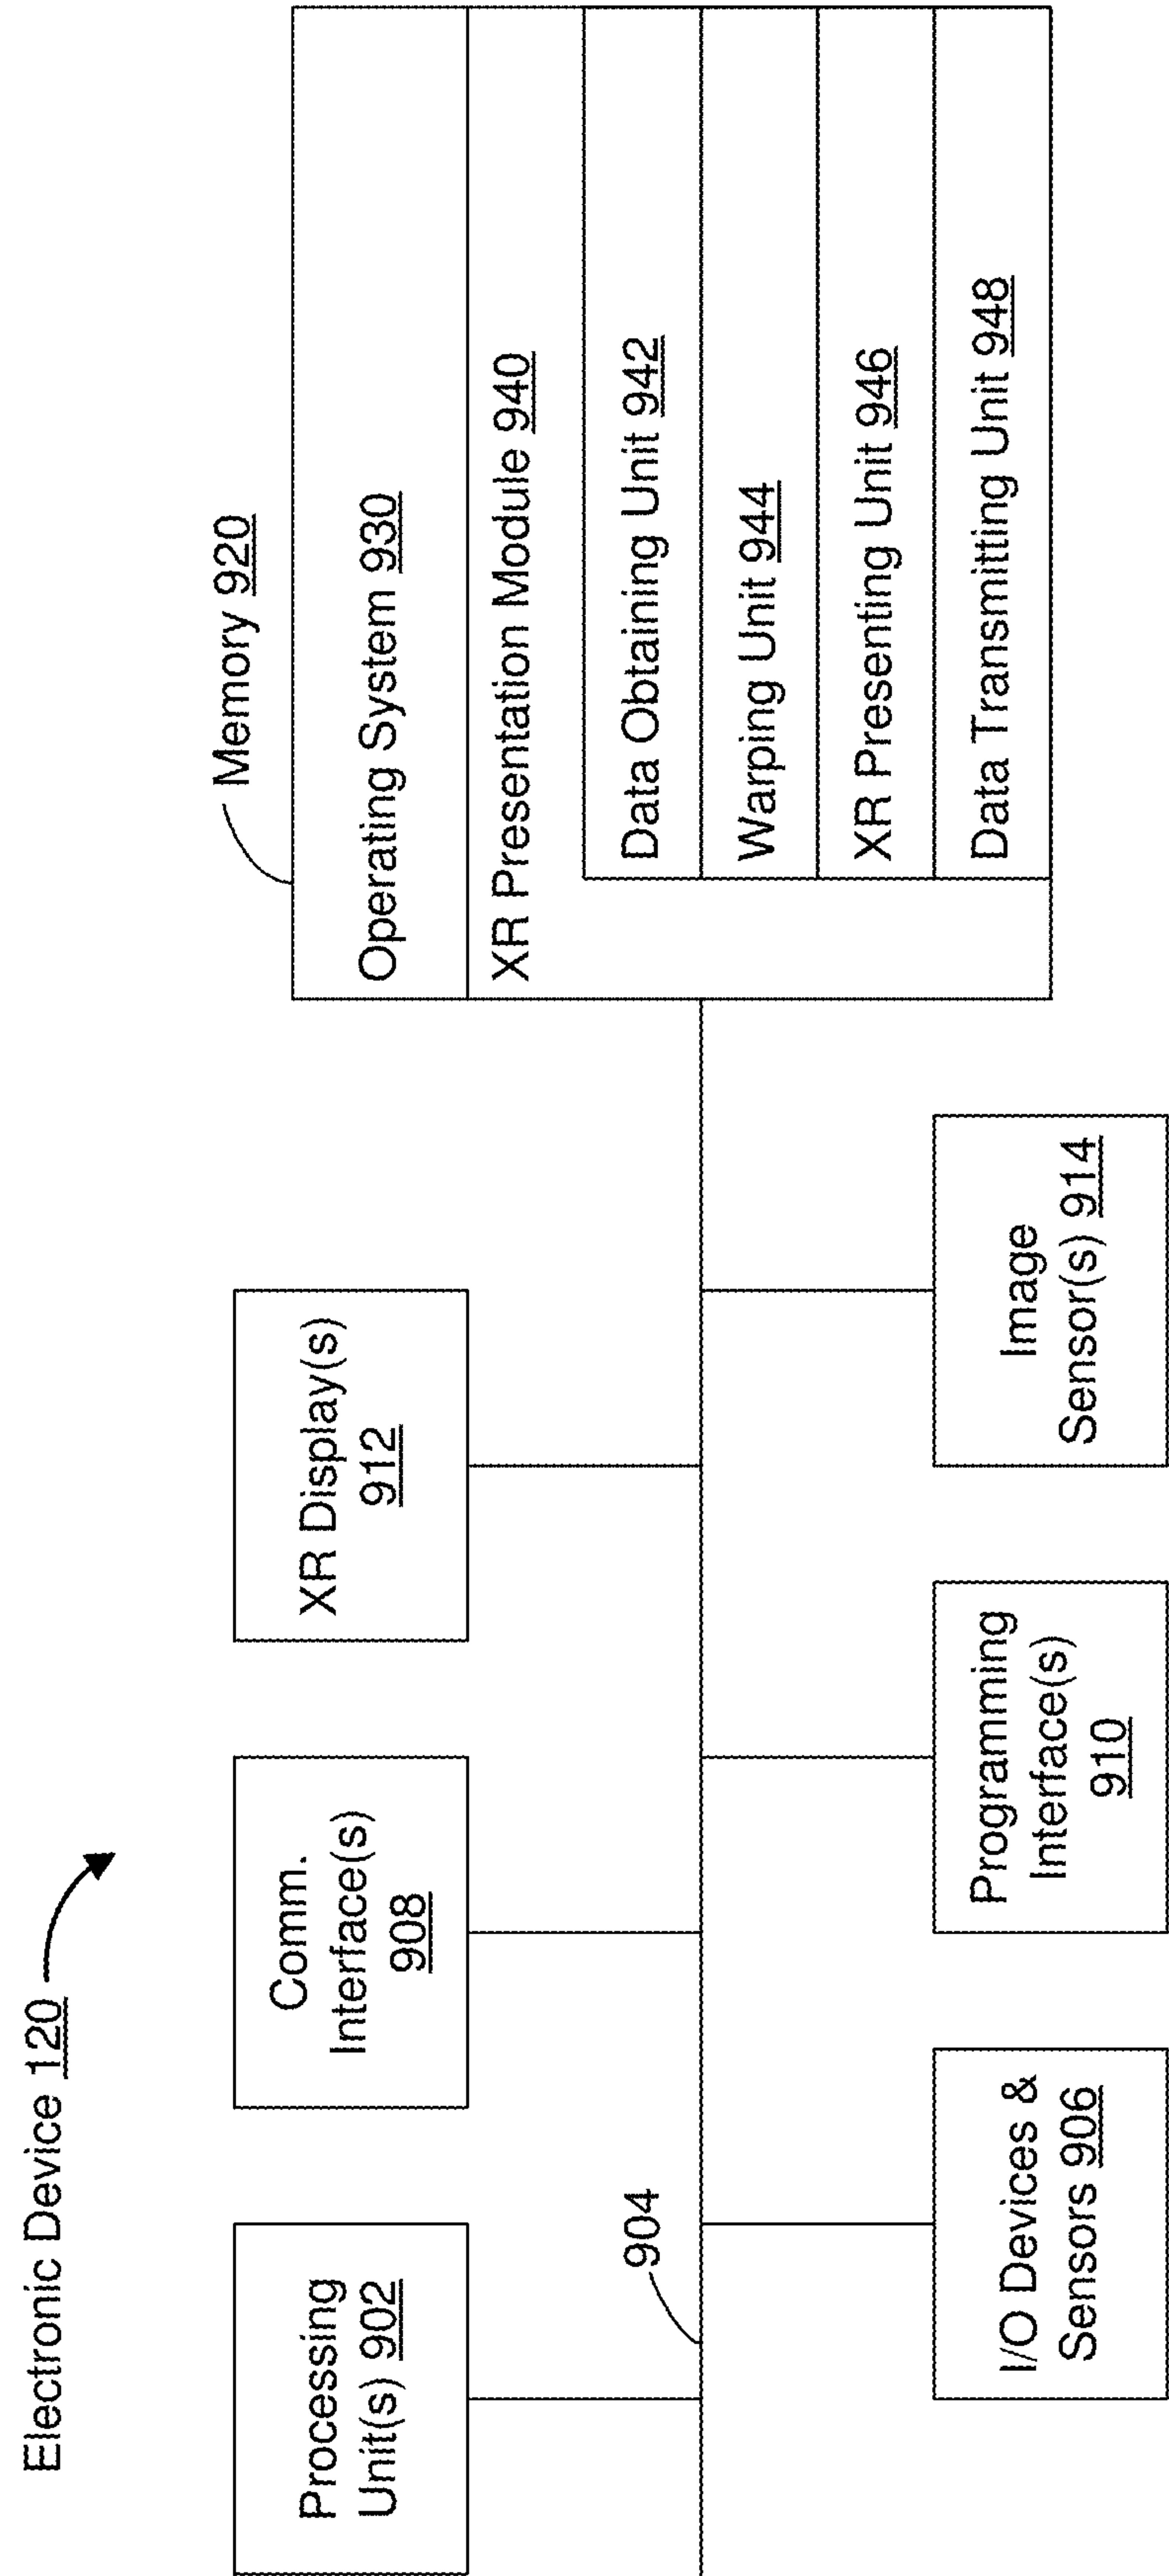 Electronic Device 120
Processing
Unit(s) 902
Comm.
Interface(s)
908
XR Display(s)
912
Memory 920
Operating System 930
XR Presentation Module 940
Data Obtaining Unit 942
Warping Unit 944
XR Presenting Unit 946
Data Transmitting Unit 948
904
I/O Devices &
Sensors 906
Programming
Interface(s)
910
Image
Sensor(s) 914